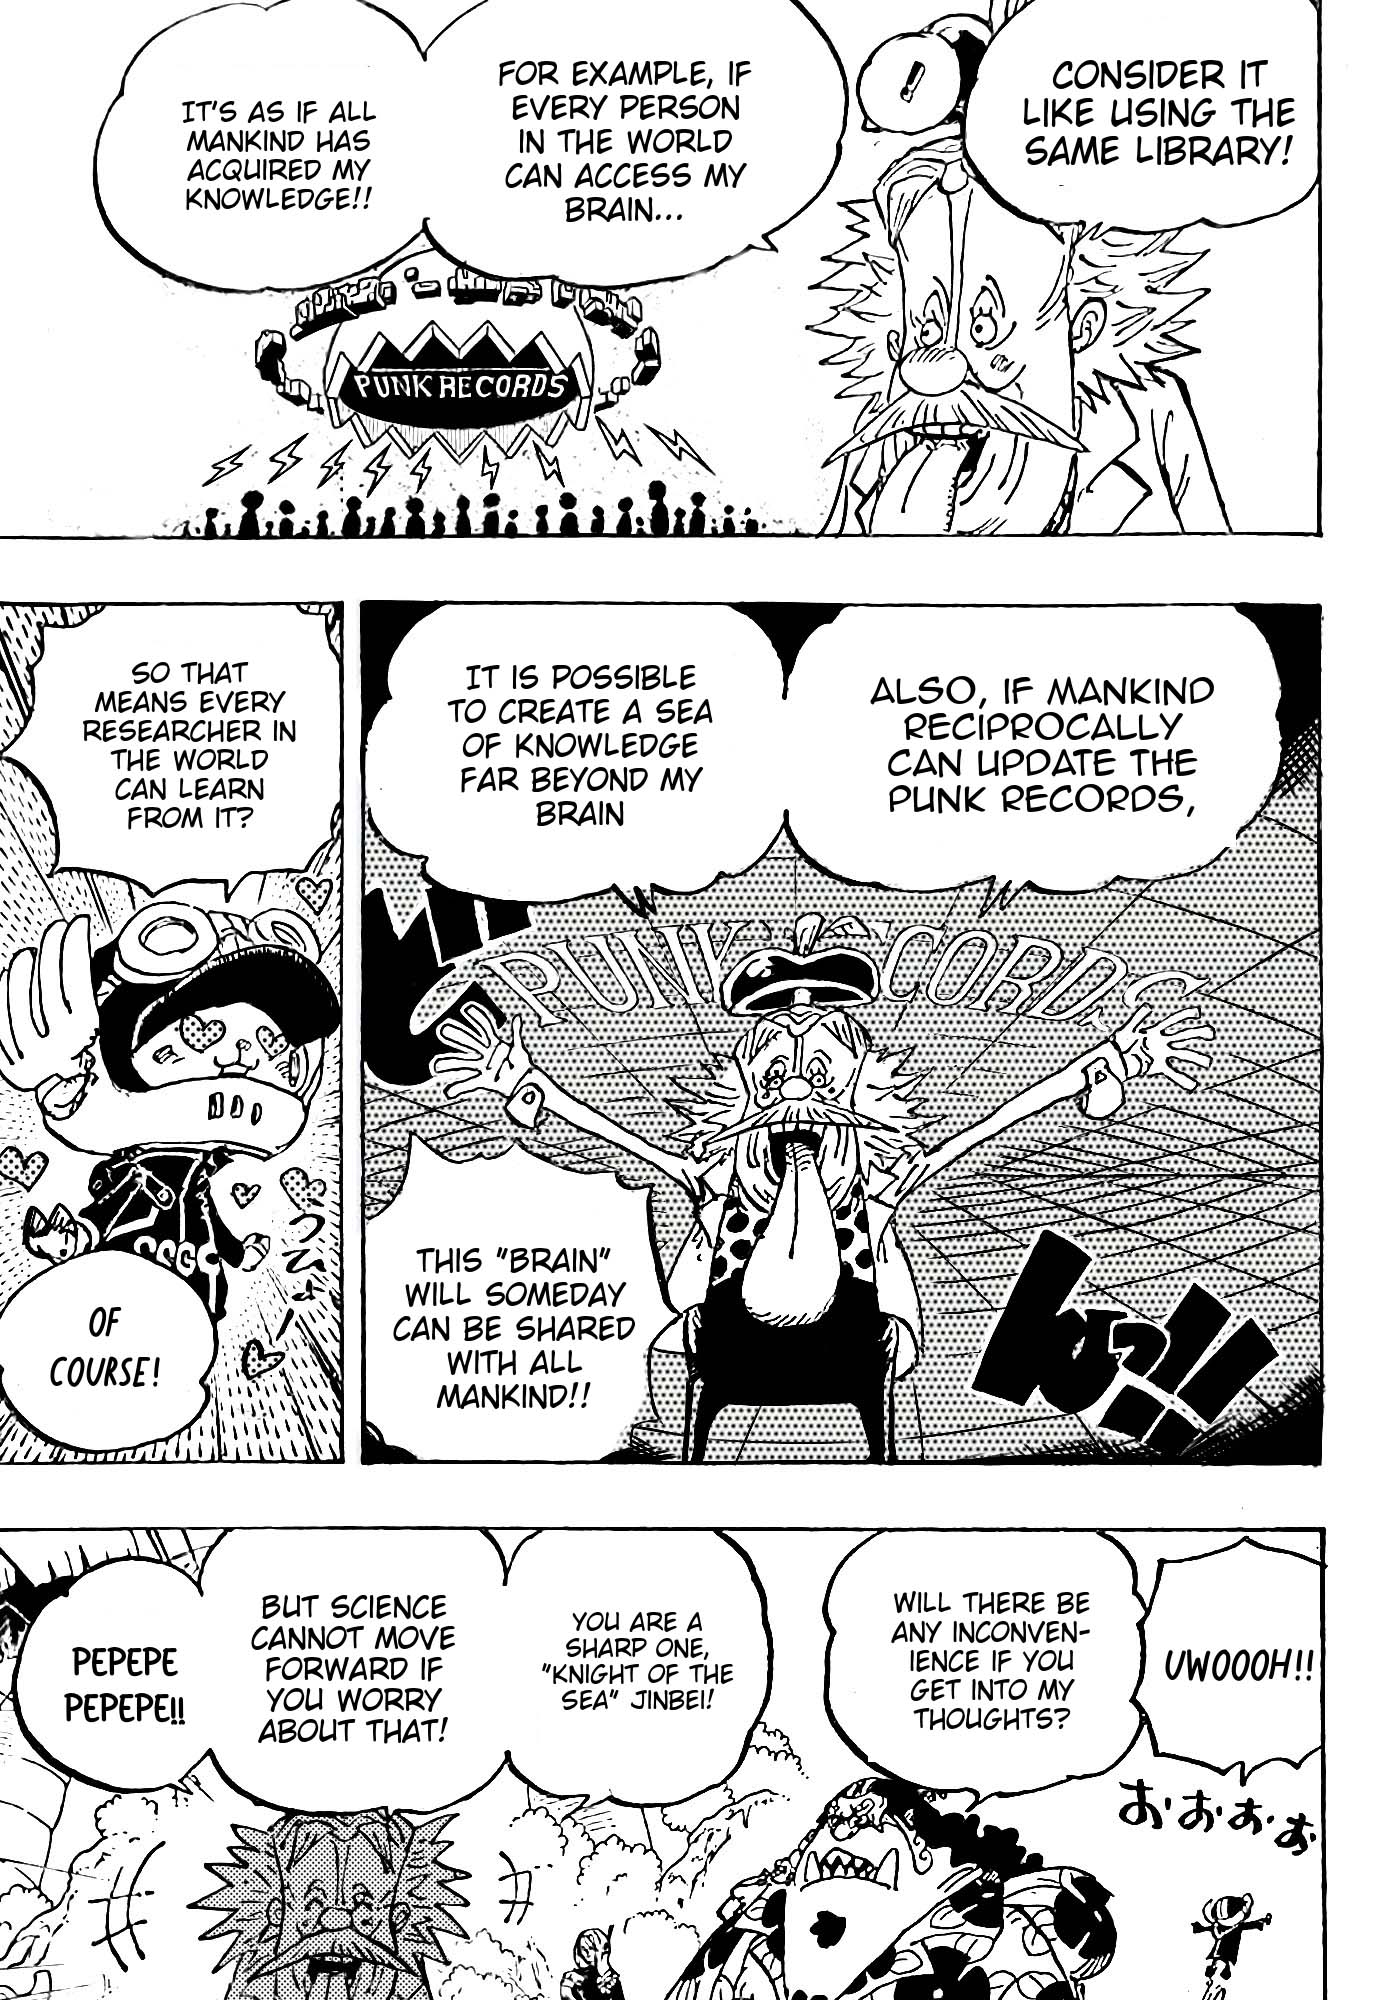 CONSIDER IT
LIKE USING THE
SAME LIBRARY!
!
FOR EXAMPLE, IF
EVERY PERSON
IN THE WORLD
CAN ACCESS MY
BRAIN...
IT'S AS IF ALL
MANKIND HAS
ACQUIRED MY
KNOWLEDGE!!
PUNK RECORDS
ALSO, IF MANKIND
RECIPROCALLY
CAN UPDATE THE
PUNK RECORDS,
IT IS POSSIBLE
TO CREATE A SEA
OF KNOWLEDGE
FAR BEYOND MY
BRAIN
THIS "BRAIN"
WILL SOMEDAY
CAN BE SHARED
WITH ALL
MANKIND!!
SO THAT
MEANS EVERY
RESEARCHER IN
THE WORLD
CAN LEARN
FROM IT?
OF
COURSE!
UWOOOH!!
おおおお
WILL THERE BE
ANY INCONVEN-
IENCE IF YOU
GET INTO MY
THOUGHTS?
YOU ARE A
SHARP ONE,
"KNIGHT OF THE
SEA" JINBEI!
BUT SCIENCE
CANNOT MOVE
FORWARD IF
YOU WORRY
ABOUT THAT!
PEPEPE
PEPEPE!!